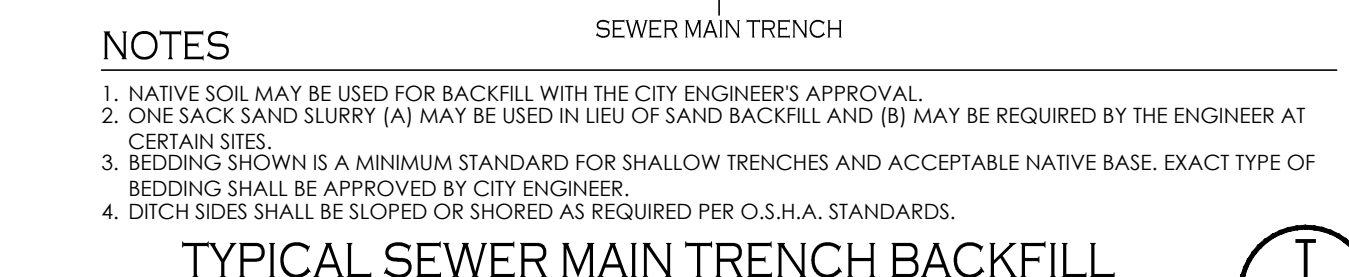 SEWER MAIN TRENCH
NOTES
1. NATIVE SOIL MAY BE USED FOR BACKFILL WITH THE CITY ENGINEER'S APPROVAL.
2. ONE SACK SAND SLURRY (A) MAY BE USED IN LIEU OF SAND BACKFILL AND (B) MAY BE REQUIRED BY THE ENGINEER AT
CERTAIN SITES.
3. BEDDING SHOWN IS A MINIMUM STANDARD FOR SHALLOW TRENCHES AND ACCEPTABLE NATIVE BASE. EXACT TYPE OF
BEDDING SHALL BE APPROVED BY CITY ENGINEER.
4. DITCH SIDES SHALL BE SLOPED OR SHORED AS REQUIRED PER O.S.H.A. STANDARDS.
TYPICAL SEWER MAIN TRENCH BACKFILL
T